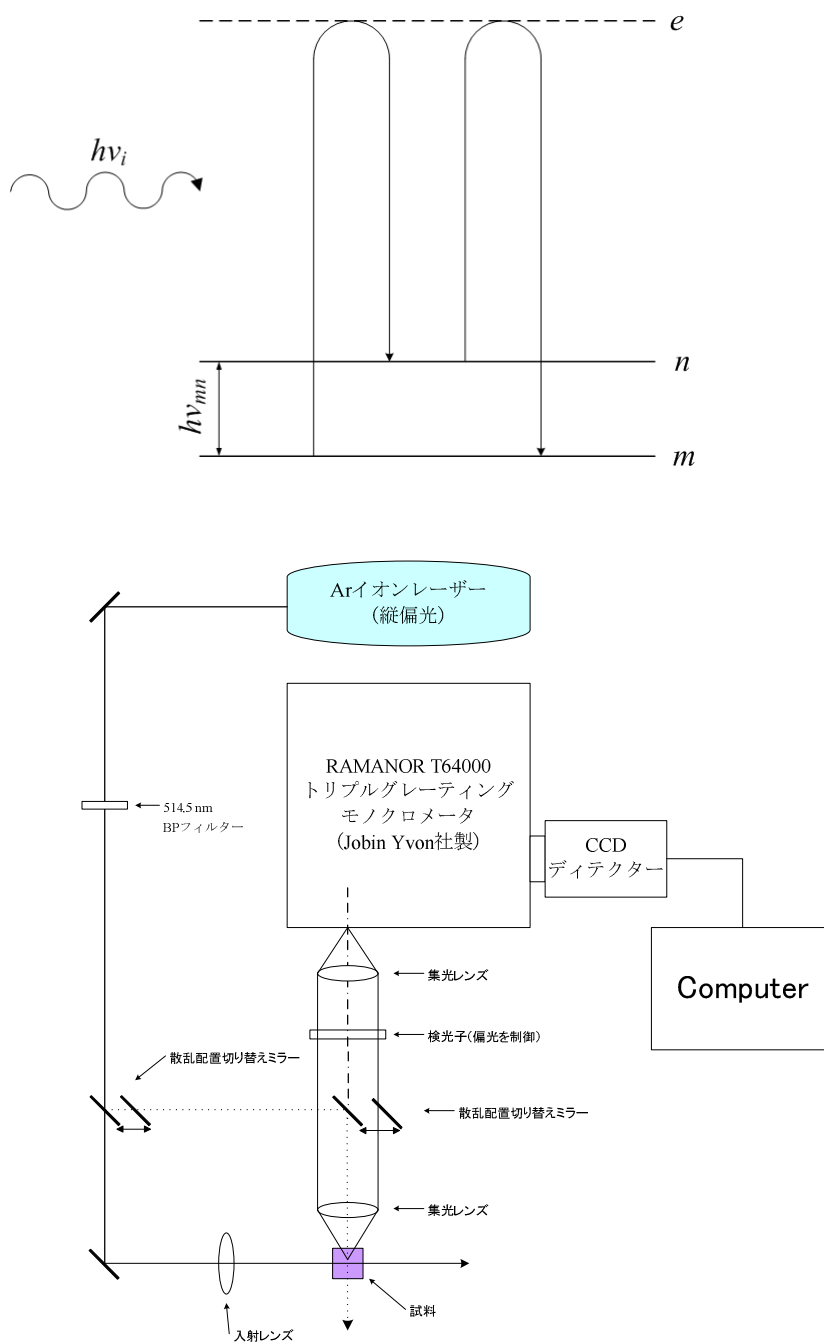 e
hνi
n
hνmn
m
Arイオンレーザー
(縦偏光)
RAMANOR T64000
トリプルグレーティング
モノクロメータ
(Jobin Yvon社製)
514.5 nm
BPフィルター
CCD
ディテクター
集光レンズ
Computer
検光子(偏光を制御)
散乱配置切り替えミラー
散乱配置切り替えミラー
集光レンズ
試料
入射レンズ